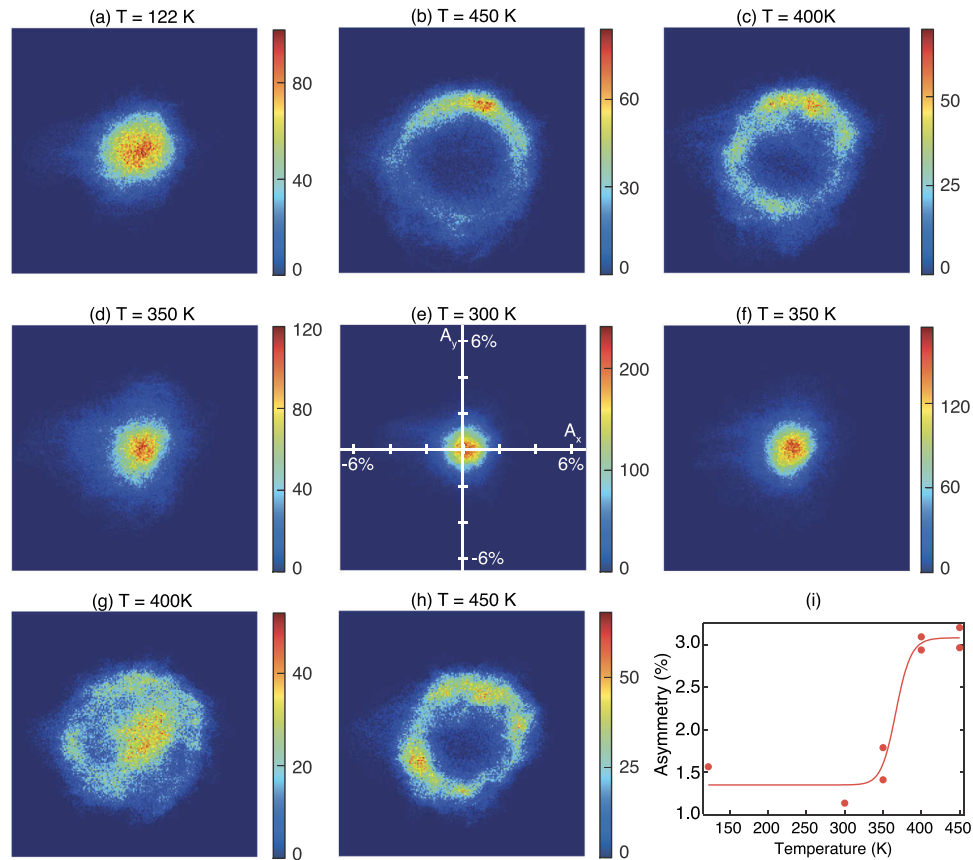 (a) T = 122 K
(b) T = 450 K
(c) T = 400K
80
40
0
60
30
0
50
25
0
(d) T = 350 K
(e) T = 300 K
(f) T = 350 K
120
80
40
0
Ay 6%
Ax
-6% 6%
-6%
200
100
0
120
60
0
(g) T = 400K
(h) T = 450 K
(i)
40
20
0
50
25
0
Asymmetry (%)
3.0
2.5
2.0
1.5
1.0
150 200 250 300 350 400 450
Temperature (K)